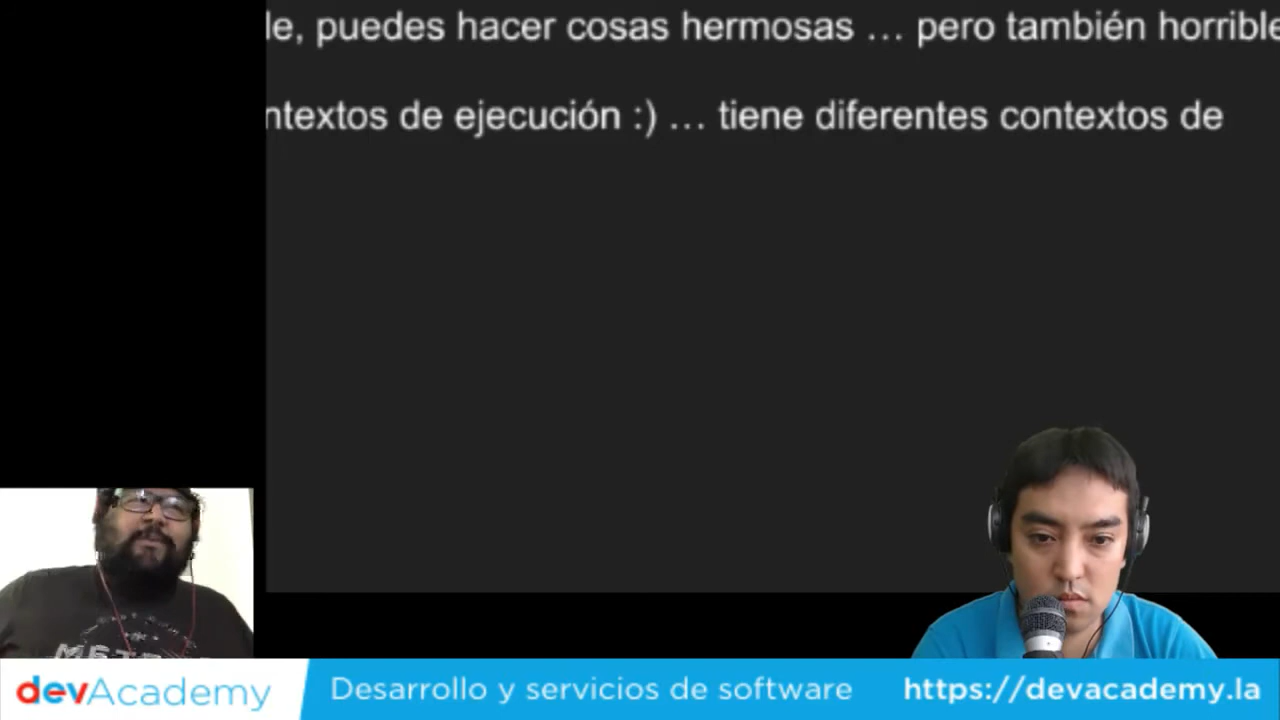 le, puedes hacer cosas hermosas … pero también horrible
ntextos de ejecución :) … tiene diferentes contextos de
devAcademy
Desarrollo y servicios de software
https://devacademy.la